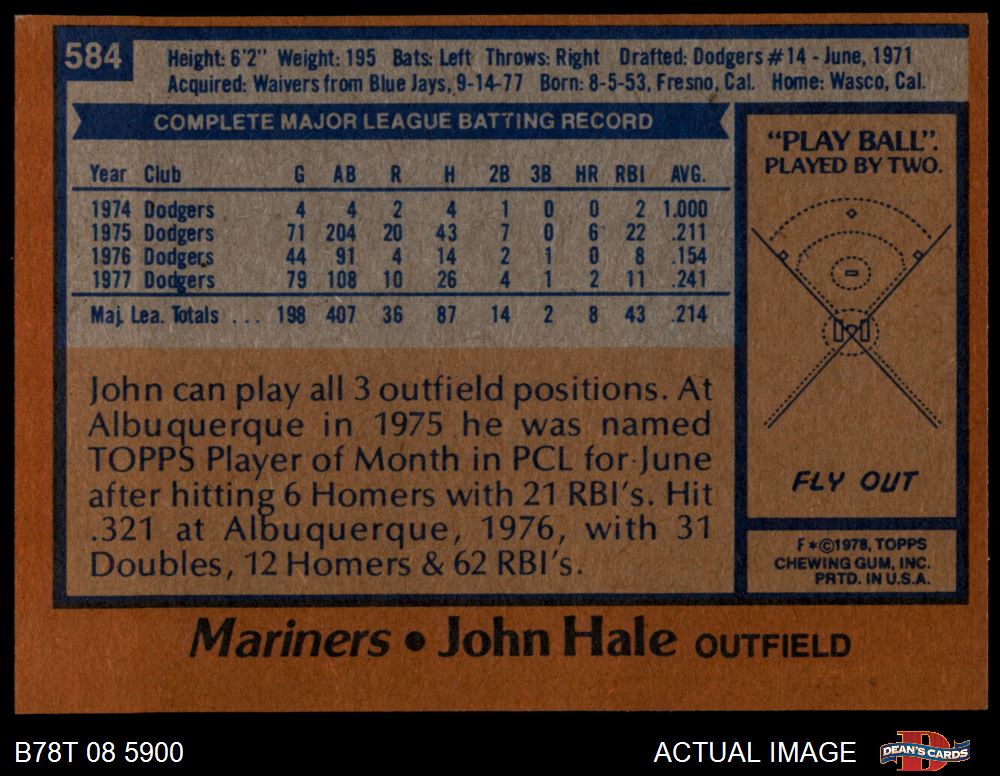 584
Height: 6'2" Weight: 195 Bats: Left Throws: Right Drafted: Dodgers #14 - June, 1971
Acquired: Waivers from Blue Jays, 9-14-77 Born: 8-5-53, Fresno, Cal. Home: Wasco, Cal.
COMPLETE MAJOR LEAGUE BATTING RECORD
Year Club G AB R H 2B 3B HR RBI AVG.
1974 Dodgers 4 4 2 4 1 0 0 2 1.000
1975 Dodgers 71 204 20 43 7 0 6 22 .211
1976 Dodgers 44 91 4 14 2 1 0 8 .154
1977 Dodgers 79 108 10 26 4 1 2 11 .241
Maj. Lea. Totals ... 198 407 36 87 14 2 8 43 .214
John can play all 3 outfield positions. At
Albuquerque in 1975 he was named
TOPPS Player of Month in PCL for June
after hitting 6 Homers with 21 RBI's. Hit
.321 at Albuquerque, 1976, with 31
Doubles, 12 Homers & 62 RBI's.
"PLAY BALL".
PLAYED BY TWO.
FLY OUT
F*©1978, TOPPS
CHEWING GUM, INC.
PRTD. IN U.S.A.
Mariners • John Hale OUTFIELD
B78T 08 5900
ACTUAL IMAGE
DEAN'S CARDS